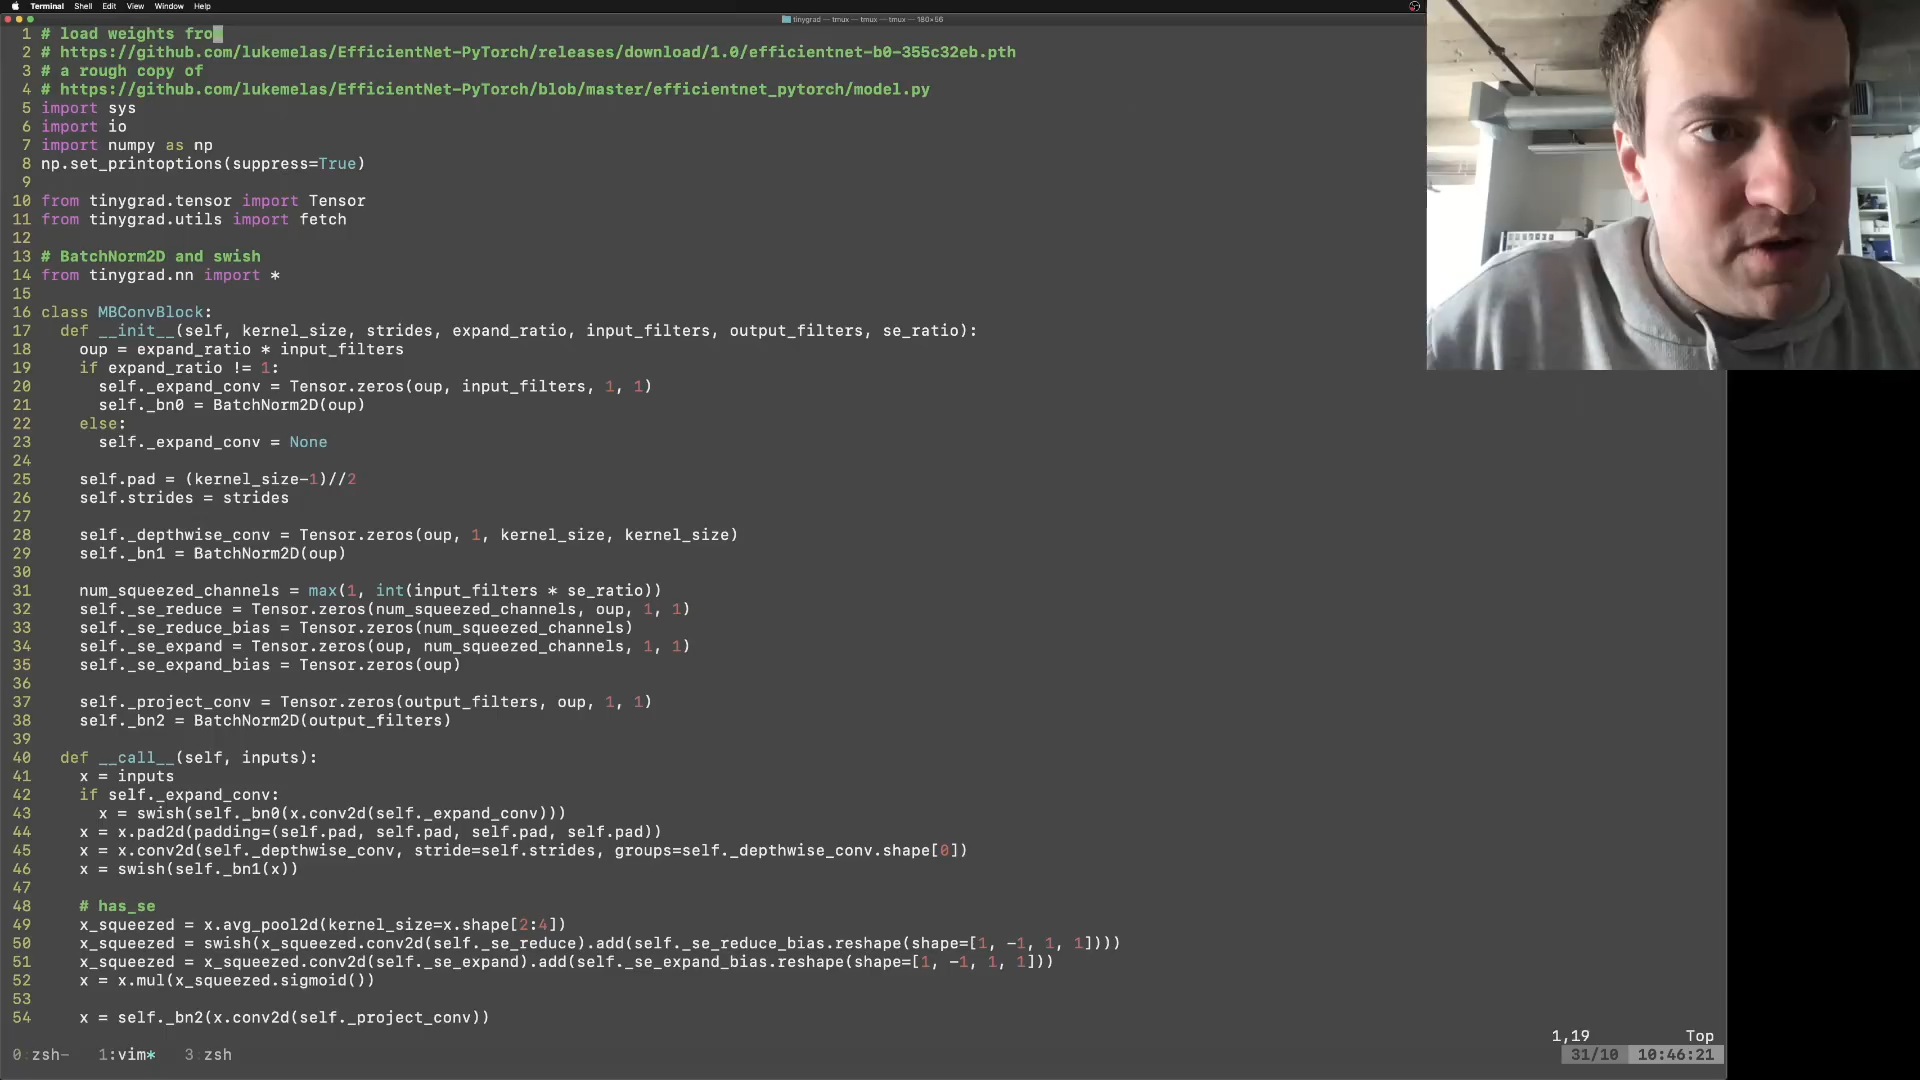 Terminal Shell Edit View Window Help
tinygrad — tmux — tmux — tmux — 180×56
1 # load weights fro
2 # https://github.com/lukemelas/EfficientNet-PyTorch/releases/download/1.0/efficientnet-b0-355c32eb.pth
3 # a rough copy of
4 # https://github.com/lukemelas/EfficientNet-PyTorch/blob/master/efficientnet_pytorch/model.py
5 import sys
6 import io
7 import numpy as np
8 np.set_printoptions(suppress=True)
9
10 from tinygrad.tensor import Tensor
11 from tinygrad.utils import fetch
12
13 # BatchNorm2D and swish
14 from tinygrad.nn import *
15
16 class MBConvBlock:
17   def __init__(self, kernel_size, strides, expand_ratio, input_filters, output_filters, se_ratio):
18     oup = expand_ratio * input_filters
19     if expand_ratio != 1:
20       self._expand_conv = Tensor.zeros(oup, input_filters, 1, 1)
21       self._bn0 = BatchNorm2D(oup)
22     else:
23       self._expand_conv = None
24
25     self.pad = (kernel_size-1)//2
26     self.strides = strides
27
28     self._depthwise_conv = Tensor.zeros(oup, 1, kernel_size, kernel_size)
29     self._bn1 = BatchNorm2D(oup)
30
31     num_squeezed_channels = max(1, int(input_filters * se_ratio))
32     self._se_reduce = Tensor.zeros(num_squeezed_channels, oup, 1, 1)
33     self._se_reduce_bias = Tensor.zeros(num_squeezed_channels)
34     self._se_expand = Tensor.zeros(oup, num_squeezed_channels, 1, 1)
35     self._se_expand_bias = Tensor.zeros(oup)
36
37     self._project_conv = Tensor.zeros(output_filters, oup, 1, 1)
38     self._bn2 = BatchNorm2D(output_filters)
39
40   def __call__(self, inputs):
41     x = inputs
42     if self._expand_conv:
43       x = swish(self._bn0(x.conv2d(self._expand_conv)))
44     x = x.pad2d(padding=(self.pad, self.pad, self.pad, self.pad))
45     x = x.conv2d(self._depthwise_conv, stride=self.strides, groups=self._depthwise_conv.shape[0])
46     x = swish(self._bn1(x))
47
48     # has_se
49     x_squeezed = x.avg_pool2d(kernel_size=x.shape[2:4])
50     x_squeezed = swish(x_squeezed.conv2d(self._se_reduce).add(self._se_reduce_bias.reshape(shape=[1, -1, 1, 1])))
51     x_squeezed = x_squeezed.conv2d(self._se_expand).add(self._se_expand_bias.reshape(shape=[1, -1, 1, 1]))
52     x = x.mul(x_squeezed.sigmoid())
53
54     x = self._bn2(x.conv2d(self._project_conv))
1,19 Top
0 zsh- 1:vim* 3 zsh 31/10 10:46:21